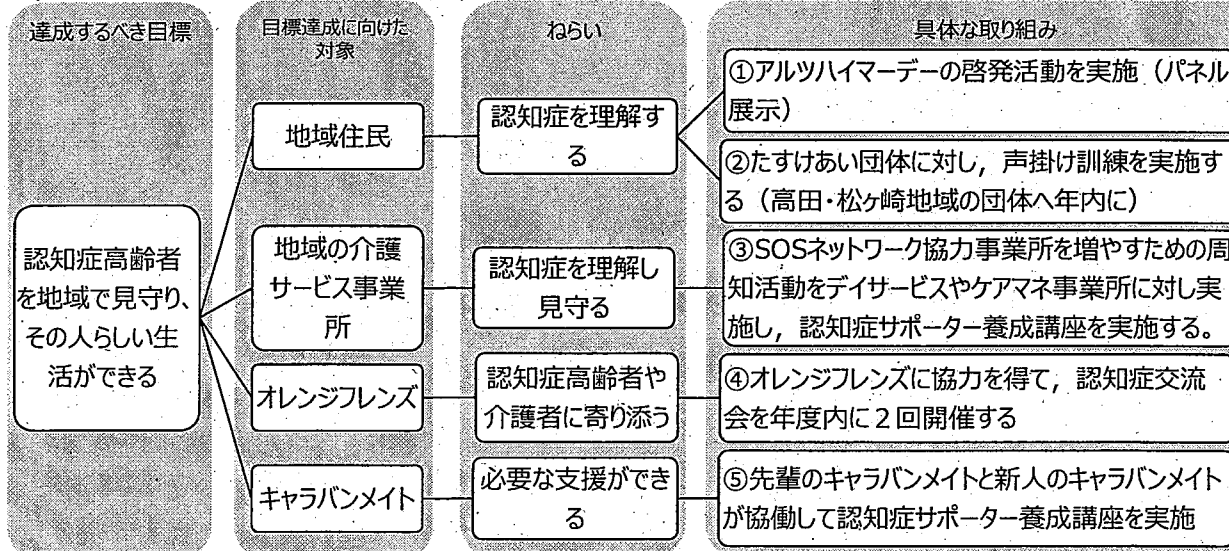 達成するべき目標
目標達成に向けた
対象
ねらい
具体な取り組み
認知症高齢者
を地域で見守り、
その人らしい生
活ができる
地域住民
認知症を理解す
る
①アルツハイマーデーの啓発活動を実施（パネル
展示）
②たすけあい団体に対し，声掛け訓練を実施す
る（高田・松ヶ崎地域の団体へ年内に）
地域の介護
サービス事業
所
認知症を理解し
見守る
③SOSネットワーク協力事業所を増やすための周
知活動をデイサービスやケアマネ事業所に対し実
施し，認知症サポーター養成講座を実施する。
オレンジフレンズ
認知症高齢者や
介護者に寄り添う
④オレンジフレンズに協力を得て，認知症交流
会を年度内に２回開催する
キャラバンメイト
必要な支援ができ
る
⑤先輩のキャラバンメイトと新人のキャラバンメイト
が協働して認知症サポーター養成講座を実施